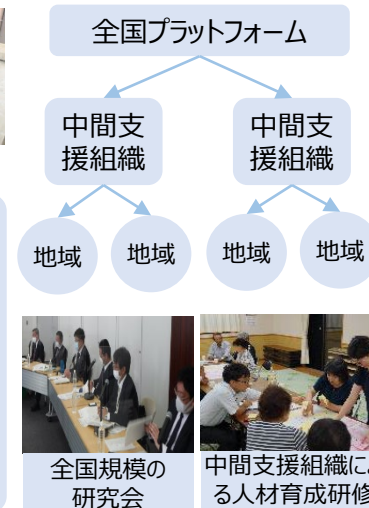 全国プラットフォーム
中間支
援組織
中間支
援組織
地域
地域
地域
地域
全国規模の
研究会
中間支援組織によ
る人材育成研修